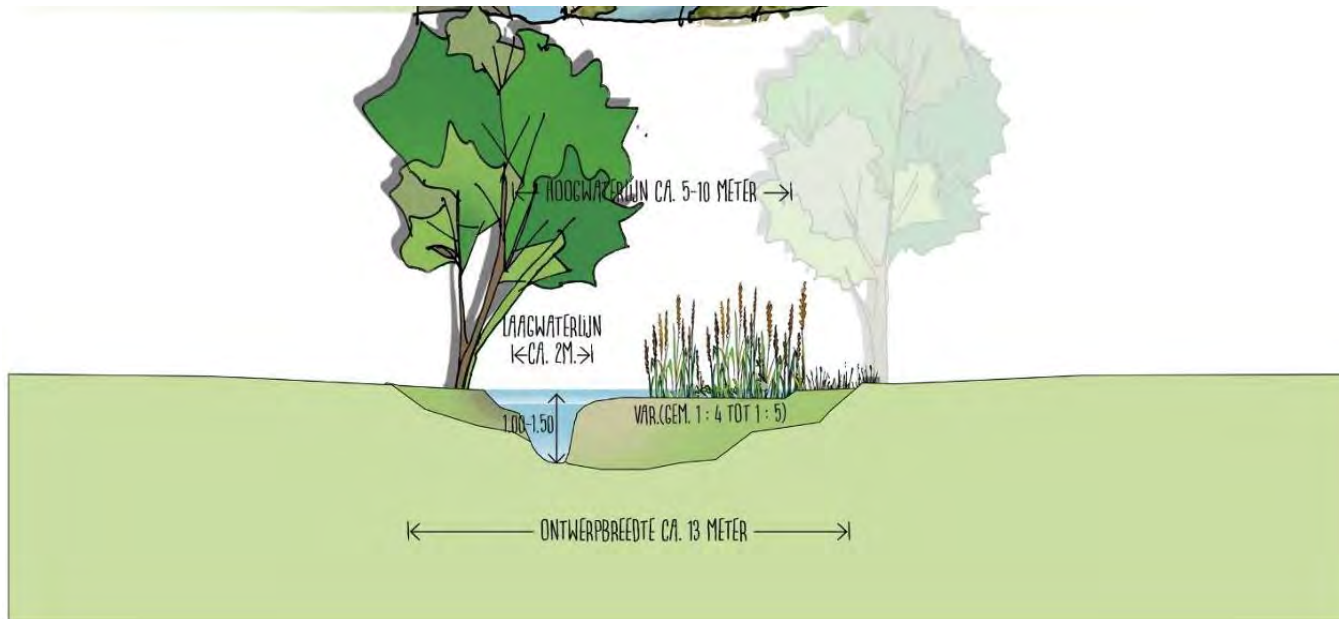 HOOGWATERLIJN CA. 5-10 METER
LAAGWATERLIJN
CA. 2M.
1.00-1.50
VAR.(GEM. 1 : 4 TOT 1 : 5)
ONTWERPBREEDTE CA. 13 METER